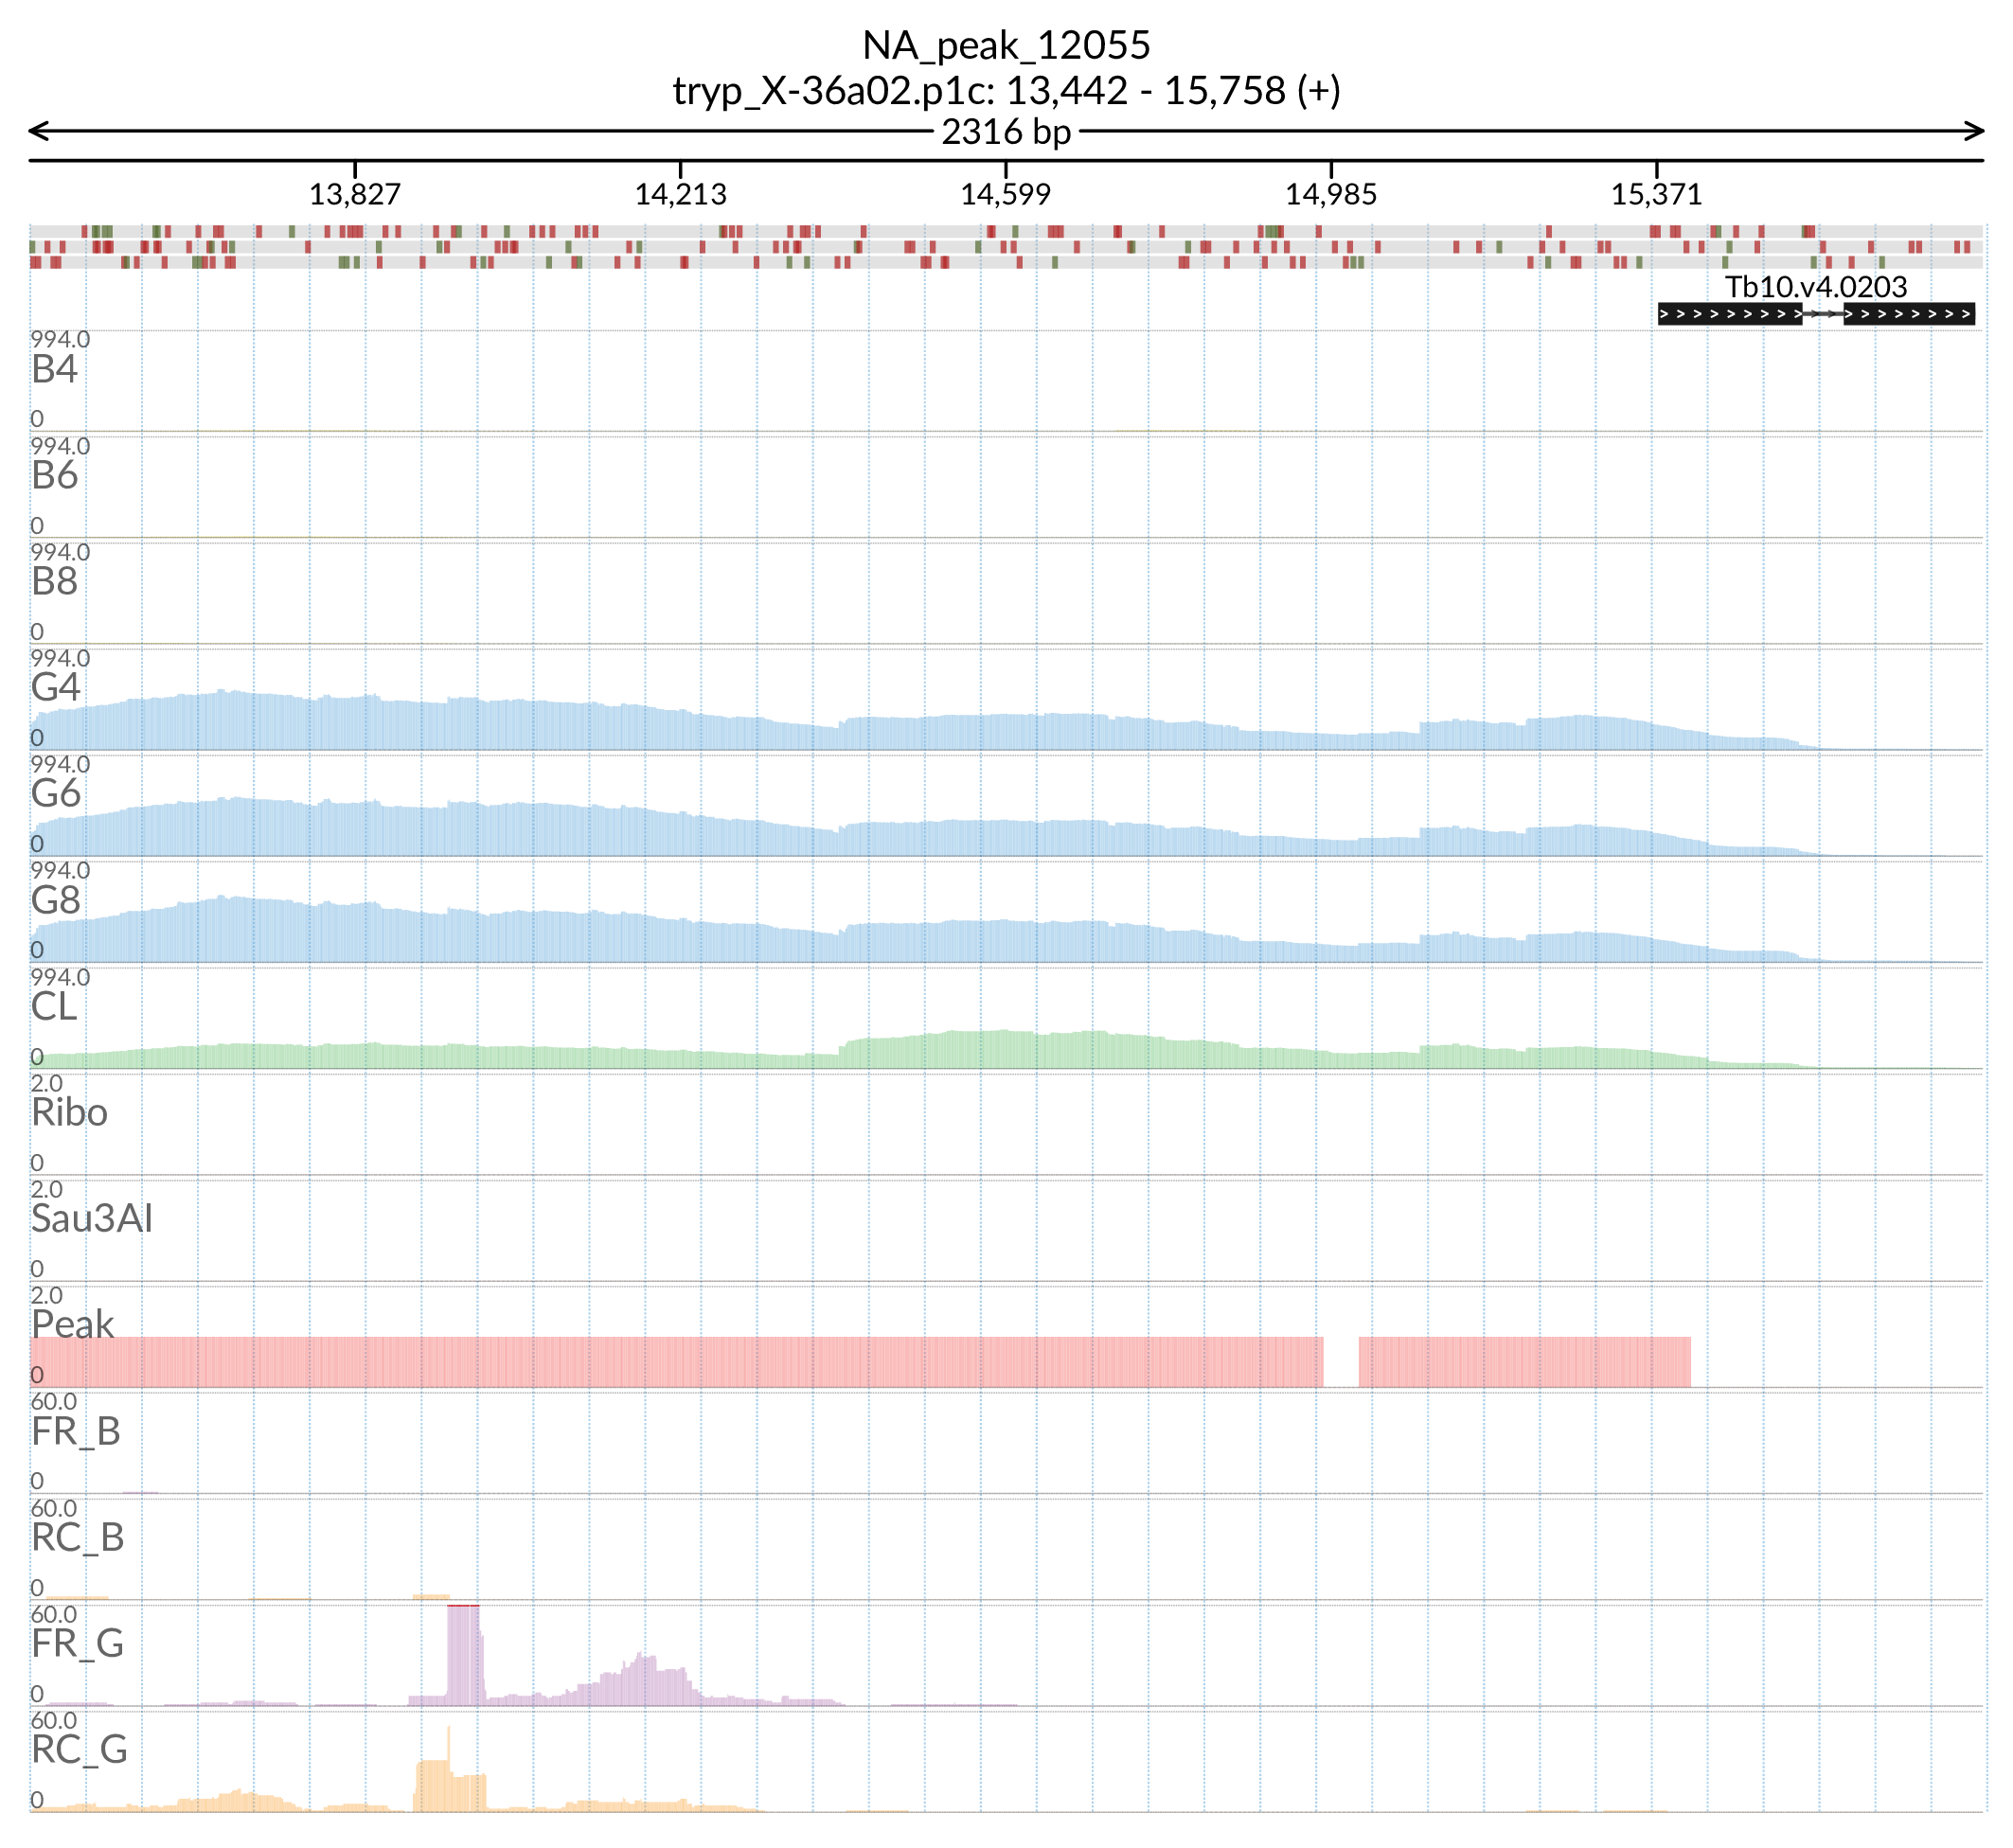 NA_peak_12055
tryp_X-36a02.p1c: 13,442 - 15,758 (+)
2316 bp
13,827 14,213 14,599 14,985 15,371
Tb10.v4.0203
994.0
B4
0
994.0
B6
0
994.0
B8
0
994.0
G4
0
994.0
G6
0
994.0
G8
0
994.0
CL
0
2.0
Ribo
0
2.0
Sau3AI
0
2.0
Peak
0
60.0
FR_B
0
60.0
RC_B
0
60.0
FR_G
0
60.0
RC_G
0